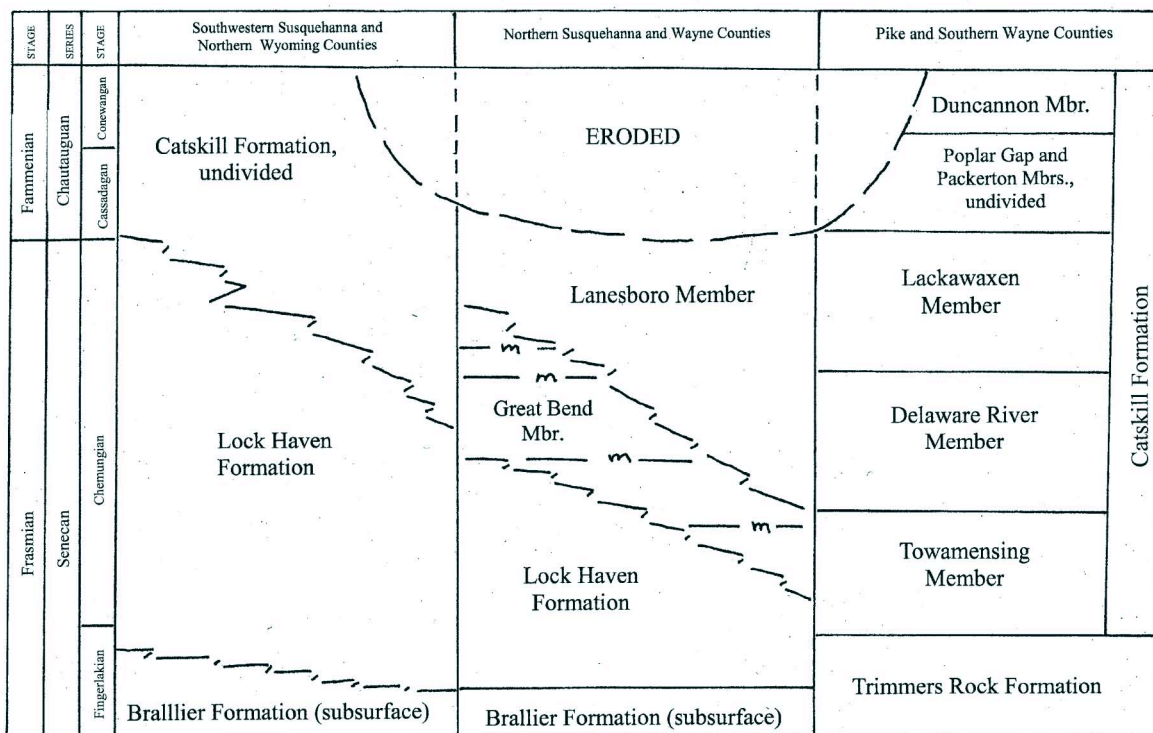 STAGE
SERIES
STAGE
Southwestern Susquehanna and
Northern Wyoming Counties
Northern Susquehanna and Wayne Counties
Pike and Southern Wayne Counties
Fammenian
Chautauguan
Conewangan
Cassadagan
Catskill Formation,
undivided
ERODED
Duncannon Mbr.
Poplar Gap and
Packerton Mbrs.,
undivided
Frasmian
Senecan
Chemungian
Fingerlakian
Lock Haven
Formation
Lanesboro Member
m
m
Great Bend
Mbr.
m
m
Lock Haven
Formation
Lackawaxen
Member
Delaware River
Member
Towamensing
Member
Catskill Formation
Bralllier Formation (subsurface)
Brallier Formation (subsurface)
Trimmers Rock Formation